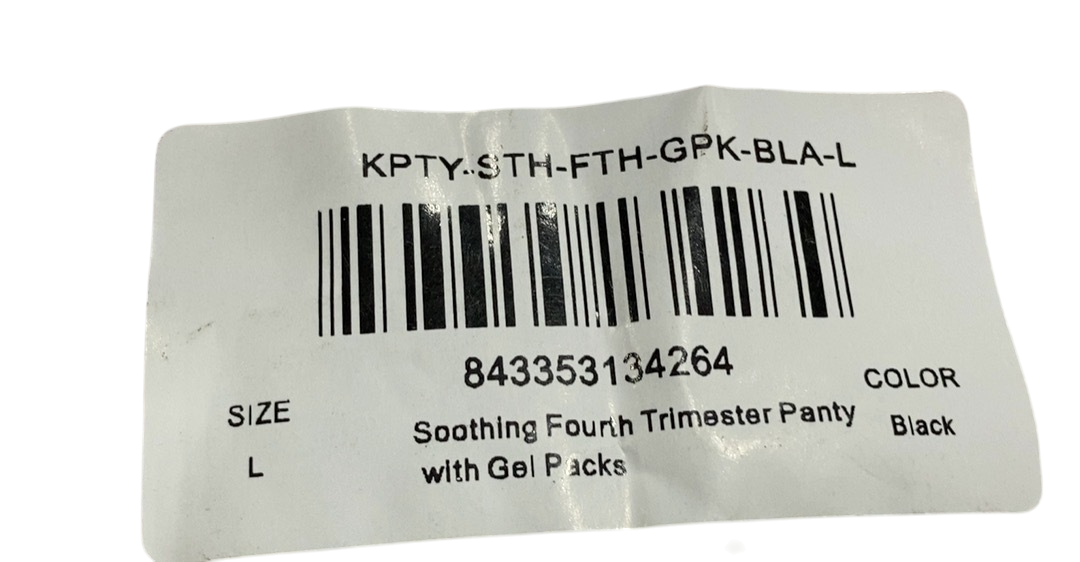 KPTY-STH-FTH-GPK-BLA-L
843353134264
SIZE
L
Soothing Fourth Trimester Panty
with Gel Packs
COLOR
Black